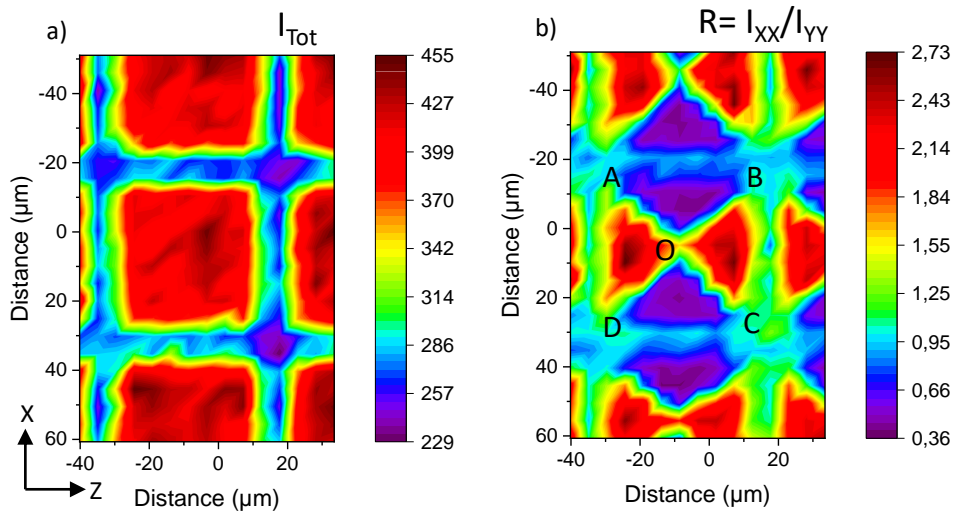 a)
I_Tot
455
427
399
370
342
314
286
257
229
-40
-20
0
20
40
60
-40
-20
0
20
Distance (µm)
Distance (µm)
X
Z
b)
R= I_XX/I_YY
2,73
2,43
2,14
1,84
1,55
1,25
0,95
0,66
0,36
-40
-20
0
20
40
60
-40
-20
0
20
Distance (µm)
Distance (µm)
A
B
O
D
C